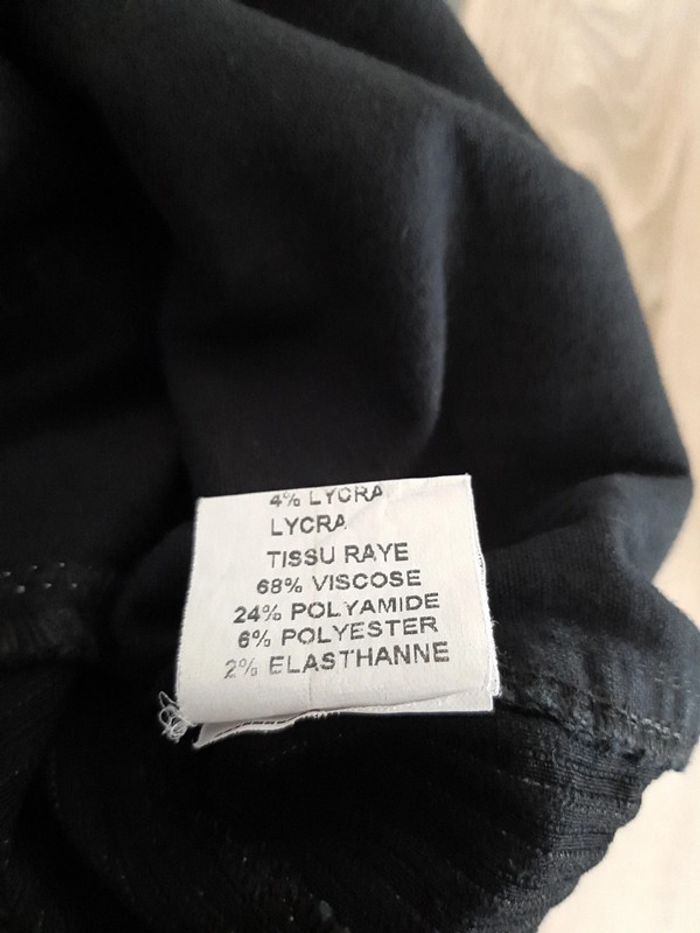 4% LYCRA
LYCRA
TISSU RAYE
68% VISCOSE
24% POLYAMIDE
6% POLYESTER
2% ELASTHANNE